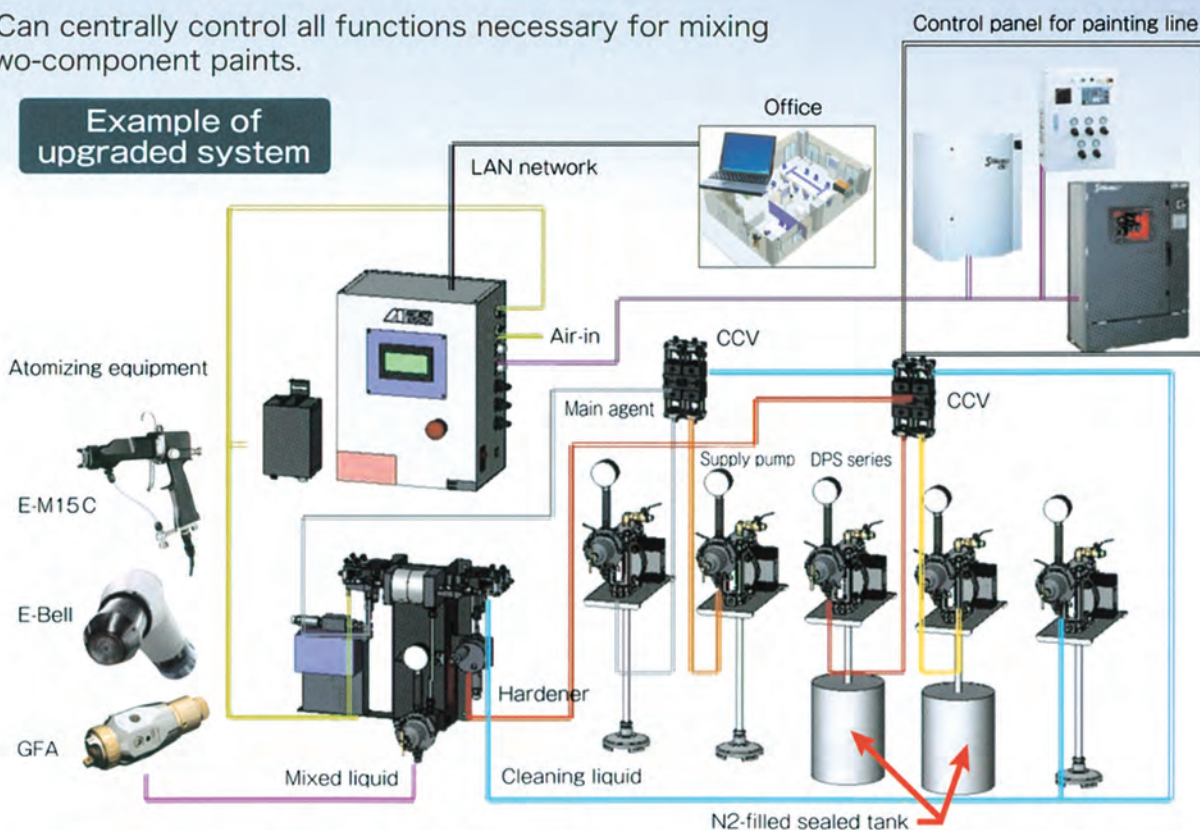 Can centrally control all functions necessary for mixing
wo-component paints.
Control panel for painting line
Example of
upgraded system
Office
LAN network
Air-in
CCV
Atomizing equipment
Main agent
CCV
Supply pump
DPS series
E-M15C
E-Bell
Hardener
GFA
Mixed liquid
Cleaning liquid
N2-filled sealed tank